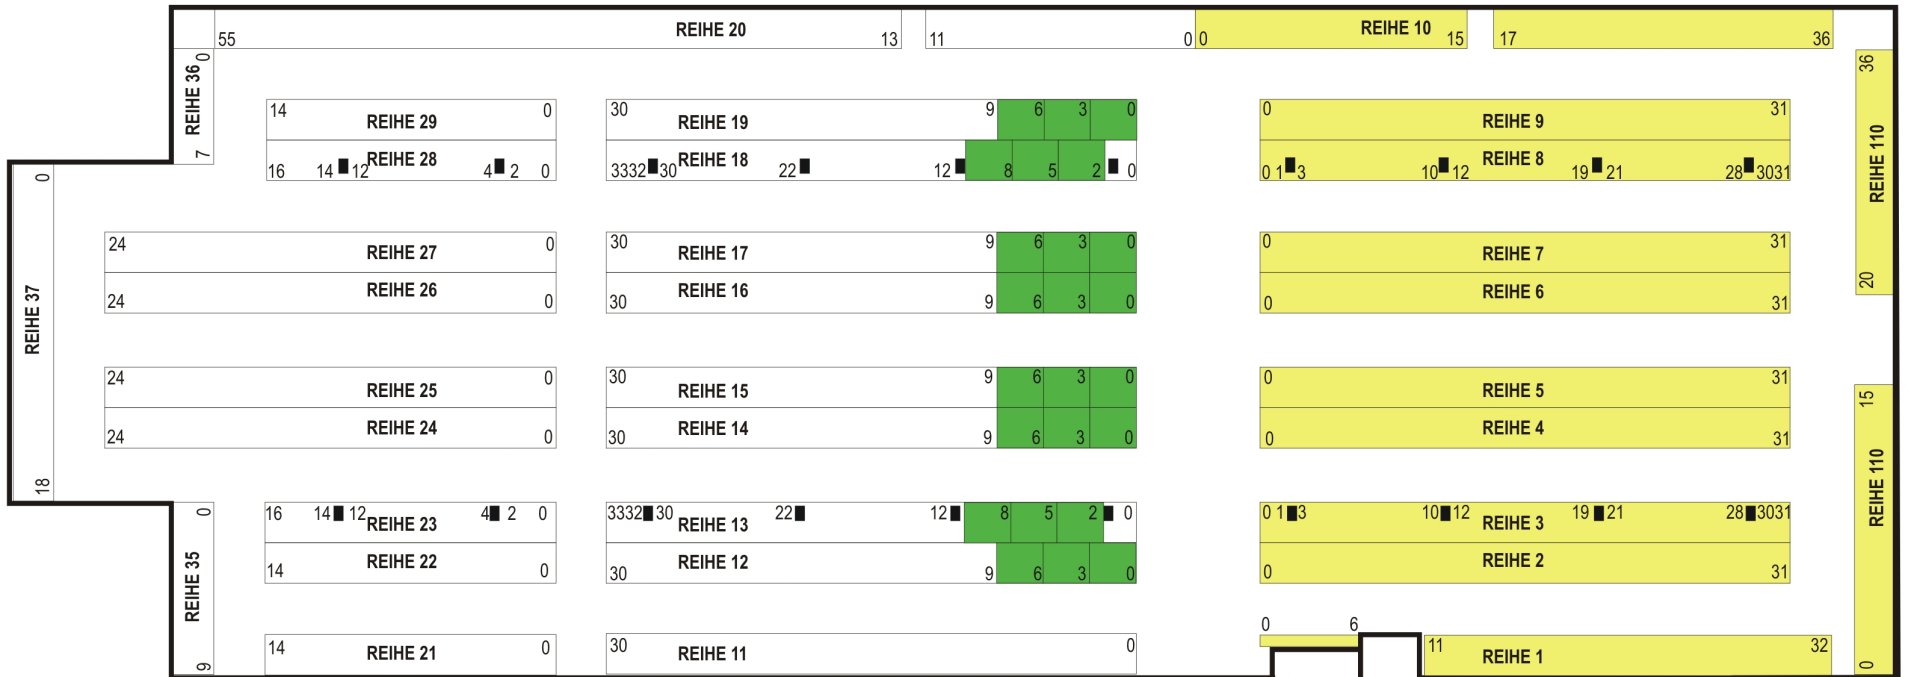 REIHE 20
REIHE 10
55 13 11 0 0 15 17 36
REIHE 36
0
7
14 REIHE 29 0
30 REIHE 19 9 6 3 0
0 REIHE 9 31
16 14 12 REIHE 28 4 2 0
3332 30 REIHE 18 22 12 8 5 2 0
0 1 3 10 12 REIHE 8 19 21 28 3031
36
REIHE 110
20
0
REIHE 37
18
24 REIHE 27 0
30 REIHE 17 9 6 3 0
0 REIHE 7 31
24 REIHE 26 0
30 REIHE 16 9 6 3 0
0 REIHE 6 31
24 REIHE 25 0
30 REIHE 15 9 6 3 0
0 REIHE 5 31
24 REIHE 24 0
30 REIHE 14 9 6 3 0
0 REIHE 4 31
15
REIHE 110
0
0
REIHE 35
9
16 14 12 REIHE 23 4 2 0
3332 30 REIHE 13 22 12 8 5 2 0
0 1 3 10 12 REIHE 3 19 21 28 3031
14 REIHE 22 0
30 REIHE 12 9 6 3 0
0 REIHE 2 31
14 REIHE 21 0
30 REIHE 11 0
0 6
11 REIHE 1 32